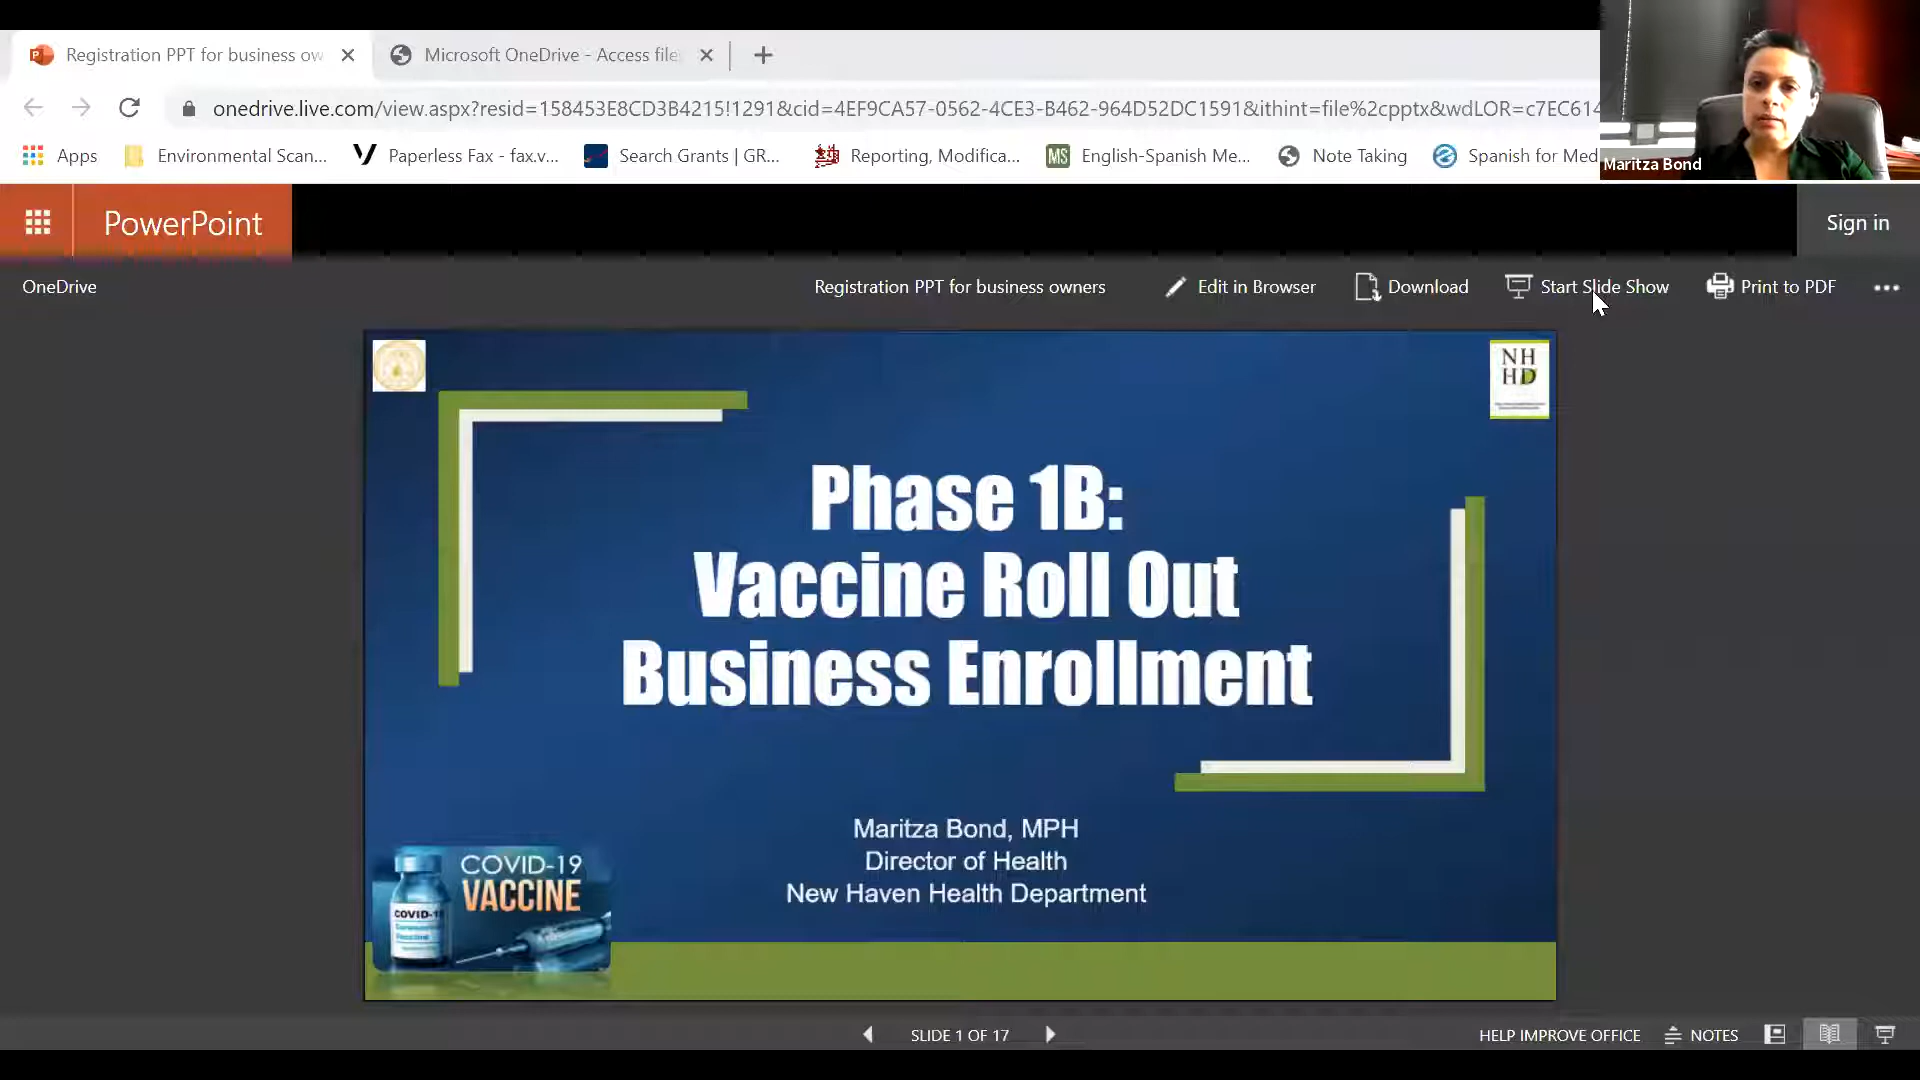 Registration PPT for business ow
Microsoft OneDrive - Access file
onedrive.live.com/view.aspx?resid=158453E8CD3B4215!1291&cid=4EF9CA57-0562-4CE3-B462-964D52DC1591&ithint=file%2cpptx&wdLOR=c7EC614
Apps
Environmental Scan...
Paperless Fax - fax.v...
Search Grants | GR...
Reporting, Modifica...
MS
English-Spanish Me...
Note Taking
Spanish for Med
Maritza Bond
PowerPoint
Sign in
OneDrive
Registration PPT for business owners
Edit in Browser
Download
Start Slide Show
Print to PDF
NH
HD
Phase 1B:
Vaccine Roll Out
Business Enrollment
Maritza Bond, MPH
Director of Health
New Haven Health Department
COVID-19
VACCINE
COVID-1
Vaccine
SLIDE 1 OF 17
HELP IMPROVE OFFICE
NOTES